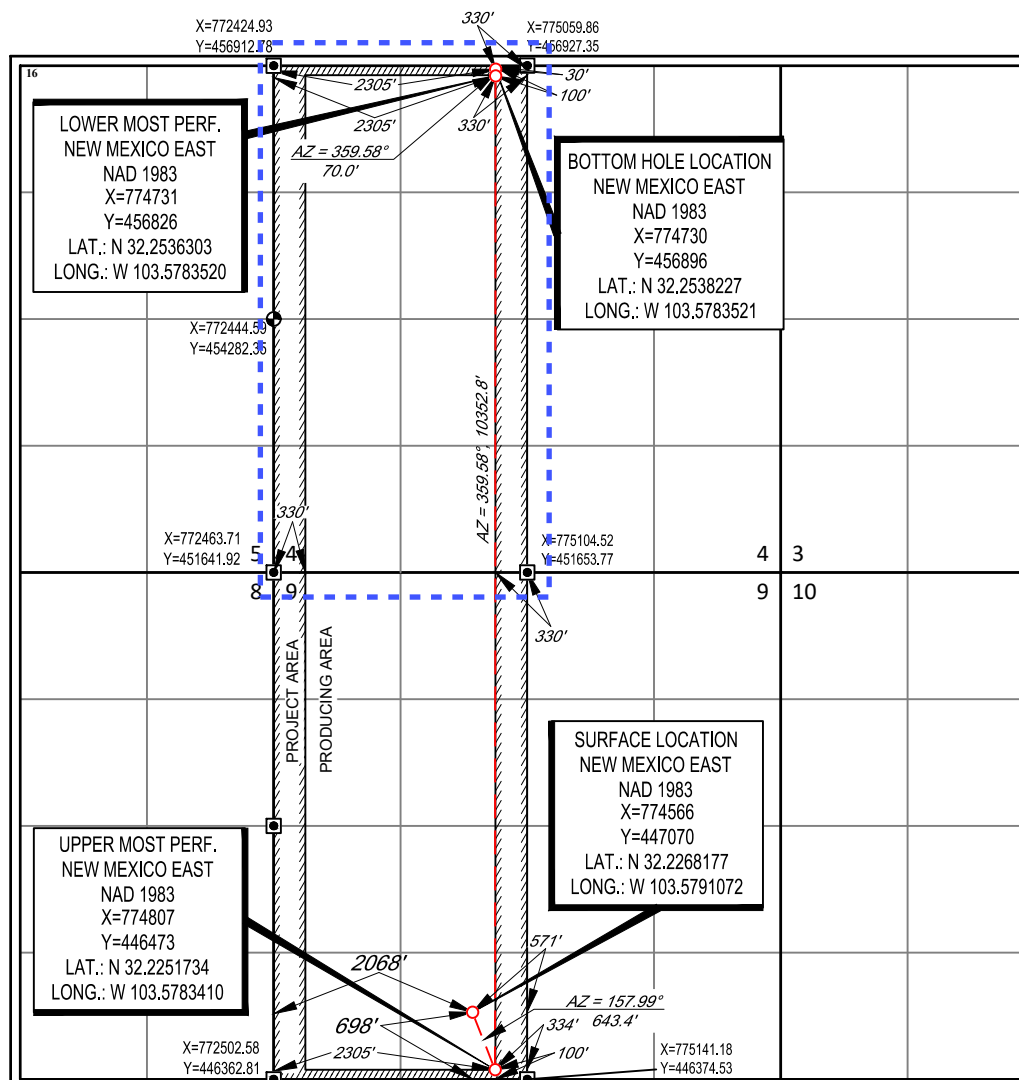 X=772424.93
Y=456912.78
330'
X=775059.86
Y=456927.35
16
2305'
30'
100'
2305'
330'
AZ = 359.58°
70.0'
LOWER MOST PERF.
NEW MEXICO EAST
NAD 1983
X=774731
Y=456826
LAT.: N 32.2536303
LONG.: W 103.5783520
BOTTOM HOLE LOCATION
NEW MEXICO EAST
NAD 1983
X=774730
Y=456896
LAT.: N 32.2538227
LONG.: W 103.5783521
X=772444.59
Y=454282.35
AZ = 359.58°, 10352.8'
330'
X=772463.71
Y=451641.92
5 4
8 9
X=775104.52
Y=451653.77
4 3
9 10
330'
PROJECT AREA
PRODUCING AREA
SURFACE LOCATION
NEW MEXICO EAST
NAD 1983
X=774566
Y=447070
LAT.: N 32.2268177
LONG.: W 103.5791072
UPPER MOST PERF.
NEW MEXICO EAST
NAD 1983
X=774807
Y=446473
LAT.: N 32.2251734
LONG.: W 103.5783410
571'
2068'
AZ = 157.99°
643.4'
698'
334'
X=772502.58
Y=446362.81
2305'
100'
X=775141.18
Y=446374.53